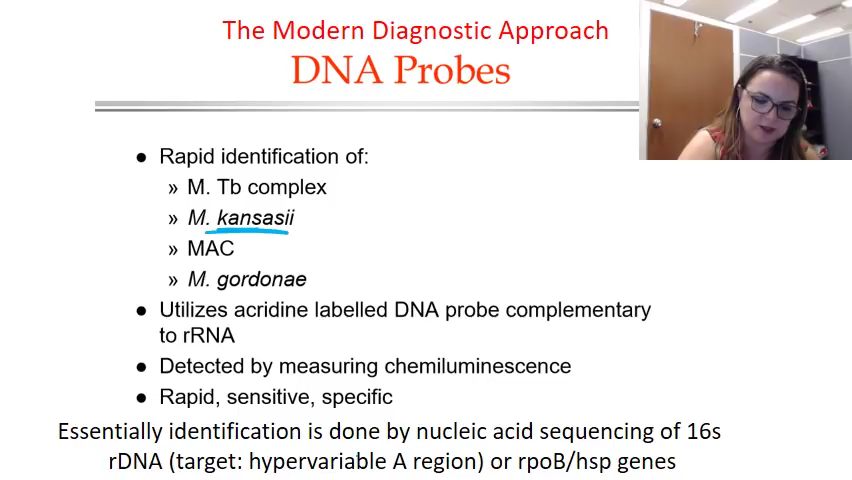 The Modern Diagnostic Approach
DNA Probes
● Rapid identification of:
» M. Tb complex
» M. kansasii
» MAC
» M. gordonae
● Utilizes acridine labelled DNA probe complementary
to rRNA
● Detected by measuring chemiluminescence
● Rapid, sensitive, specific
Essentially identification is done by nucleic acid sequencing of 16s
rDNA (target: hypervariable A region) or rpoB/hsp genes